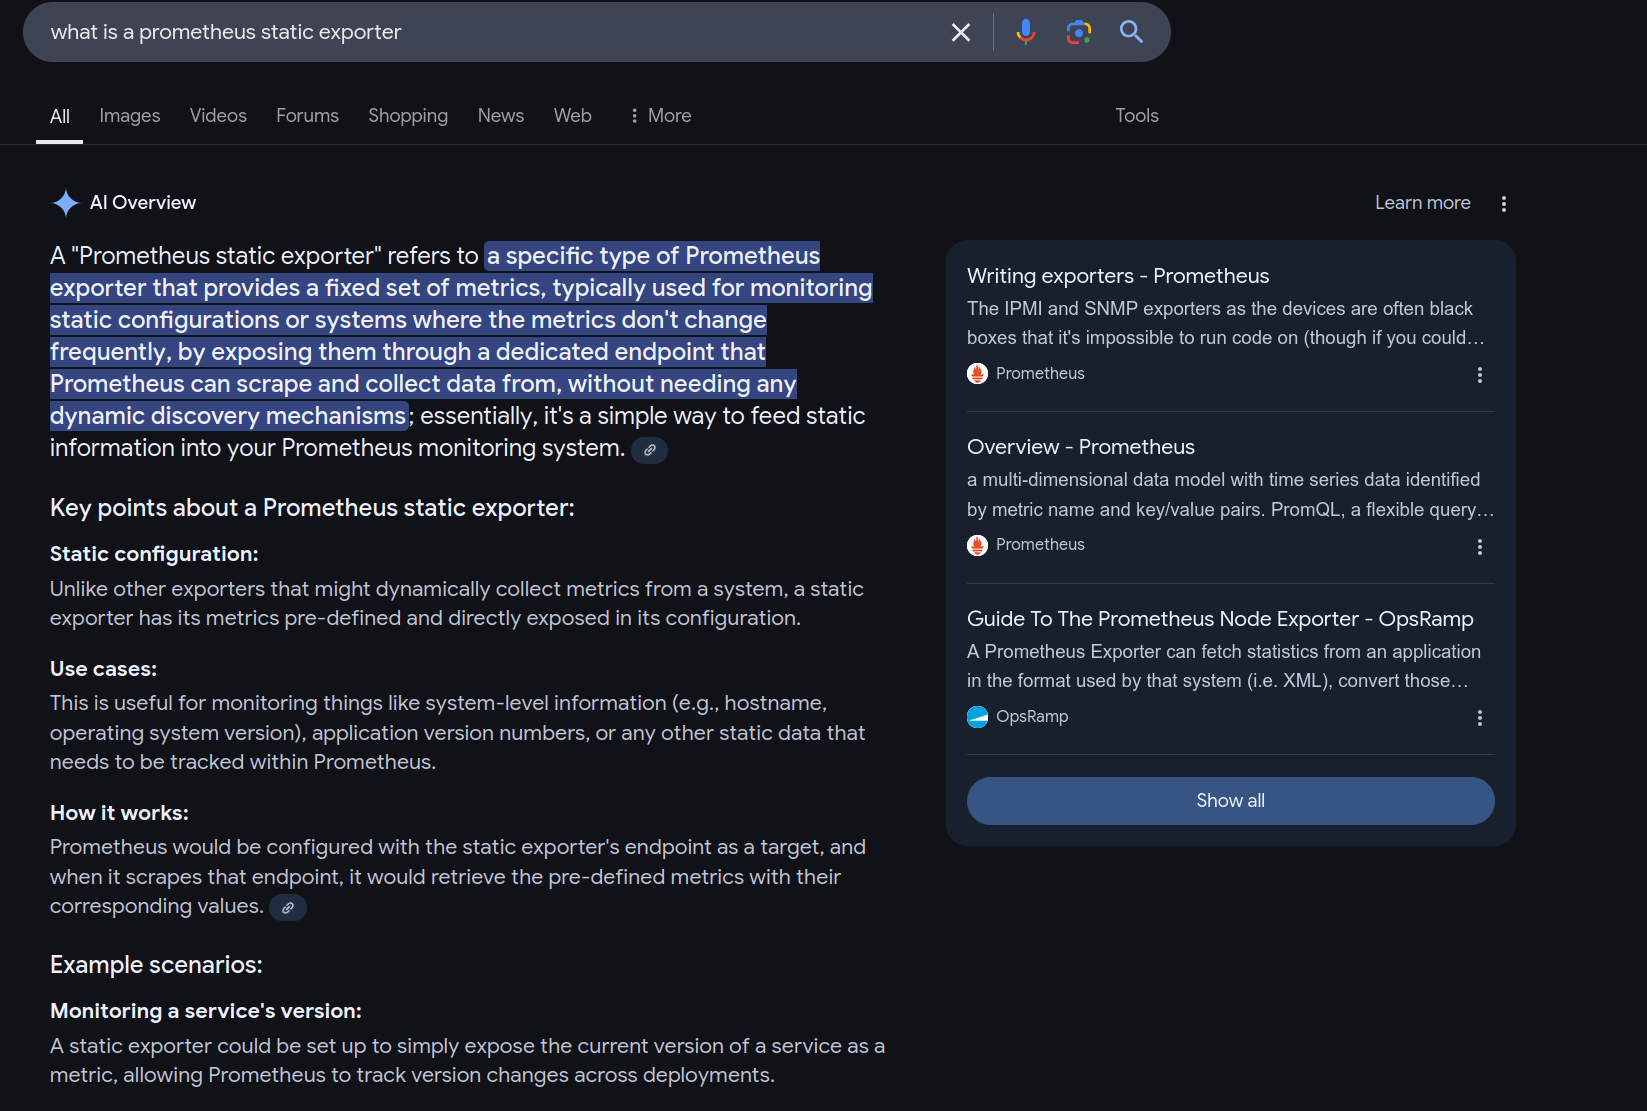 what is a prometheus static exporter
All Images Videos Forums Shopping News Web More Tools
AI Overview
Learn more
A "Prometheus static exporter" refers to a specific type of Prometheus
exporter that provides a fixed set of metrics, typically used for monitoring
static configurations or systems where the metrics don't change
frequently, by exposing them through a dedicated endpoint that
Prometheus can scrape and collect data from, without needing any
dynamic discovery mechanisms; essentially, it's a simple way to feed static
information into your Prometheus monitoring system.
Key points about a Prometheus static exporter:
Static configuration:
Unlike other exporters that might dynamically collect metrics from a system, a static
exporter has its metrics pre-defined and directly exposed in its configuration.
Use cases:
This is useful for monitoring things like system-level information (e.g., hostname,
operating system version), application version numbers, or any other static data that
needs to be tracked within Prometheus.
How it works:
Prometheus would be configured with the static exporter's endpoint as a target, and
when it scrapes that endpoint, it would retrieve the pre-defined metrics with their
corresponding values.
Example scenarios:
Monitoring a service's version:
A static exporter could be set up to simply expose the current version of a service as a
metric, allowing Prometheus to track version changes across deployments.
Writing exporters - Prometheus
The IPMI and SNMP exporters as the devices are often black
boxes that it's impossible to run code on (though if you could...
Prometheus
Overview - Prometheus
a multi-dimensional data model with time series data identified
by metric name and key/value pairs. PromQL, a flexible query...
Prometheus
Guide To The Prometheus Node Exporter - OpsRamp
A Prometheus Exporter can fetch statistics from an application
in the format used by that system (i.e. XML), convert those...
OpsRamp
Show all